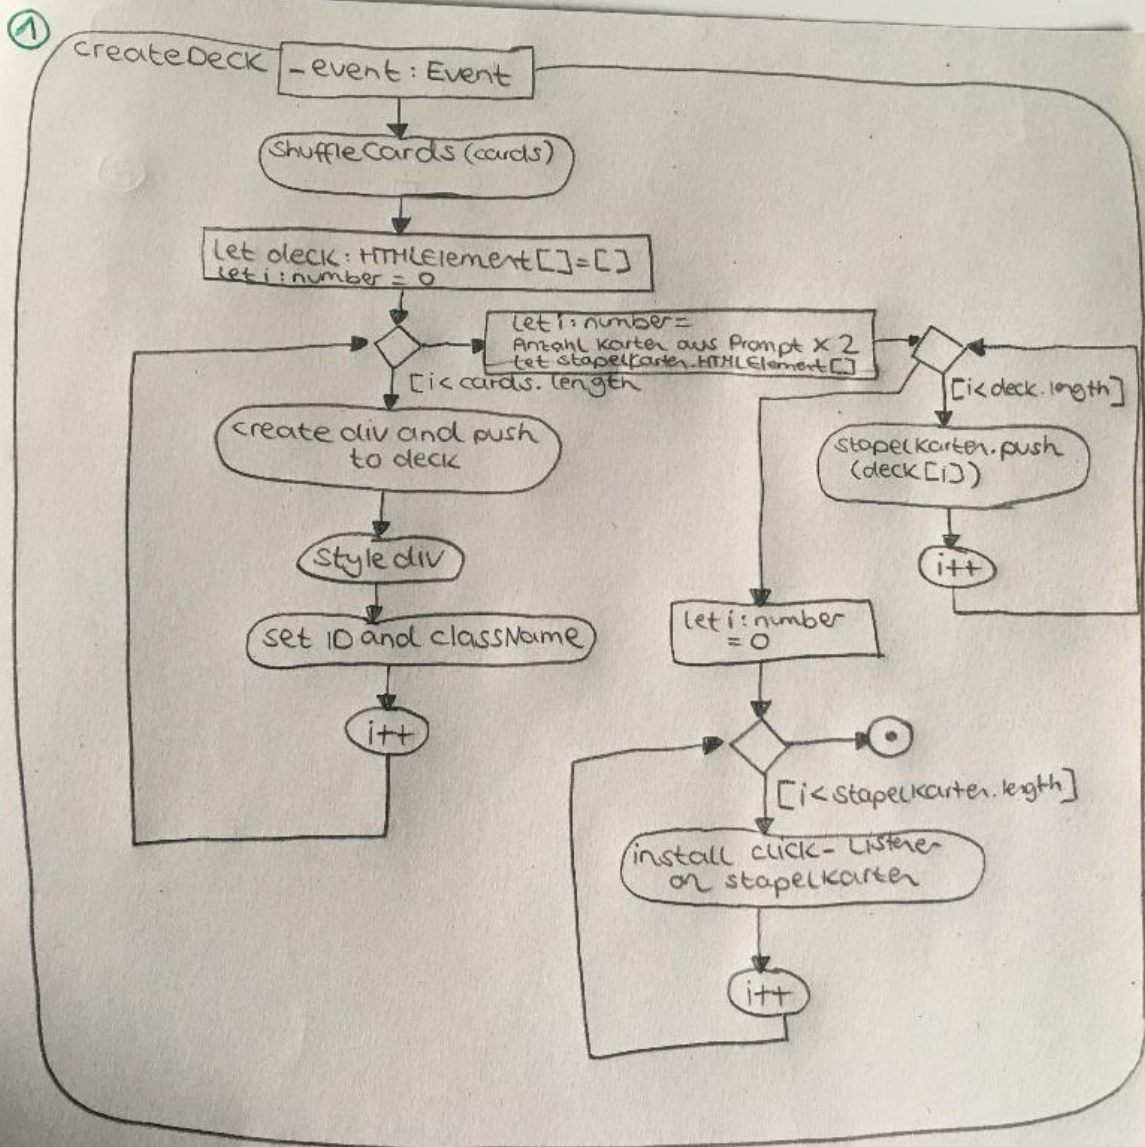 1
createDeck
_event: Event
shuffleCards (cards)
let deck: HTMLElement[]=[]
let i: number = 0
let i: number=
Anzahl Karten aus Prompt x 2
let stapelkarten: HTMLElement[]
[i< cards.length
create div and push
to deck
style div
set ID and className
i++
[i<deck.length]
stapelkarten.push
(deck[i])
i++
let i: number
= 0
[i< stapelkarten.length]
install click-Listener
on stapelkarten
i++